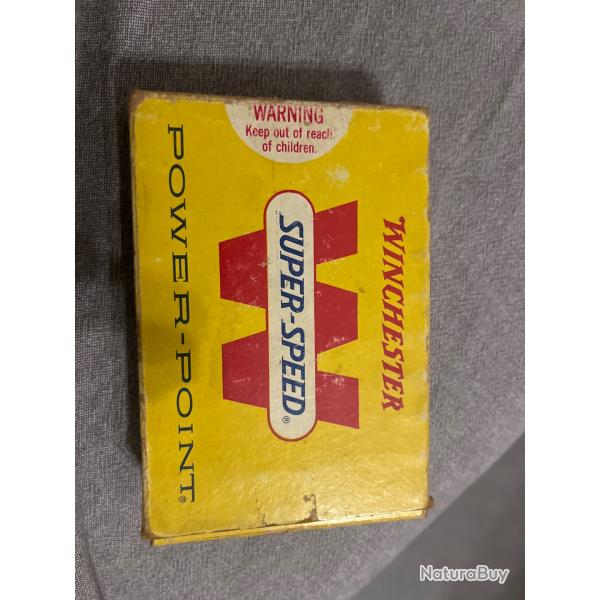 WARNING
Keep out of reach
of children.
WINCHESTER
SUPER-SPEED®
POWER-POINT®
NaturaBuy